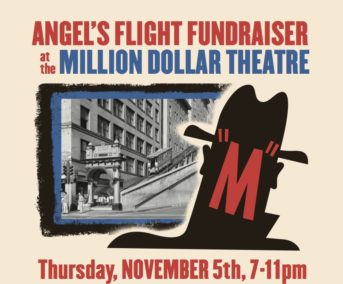 ANGEL'S FLIGHT FUNDRAISER
at the MILLION DOLLAR THEATRE
"M"
Thursday, NOVEMBER 5th, 7-11pm